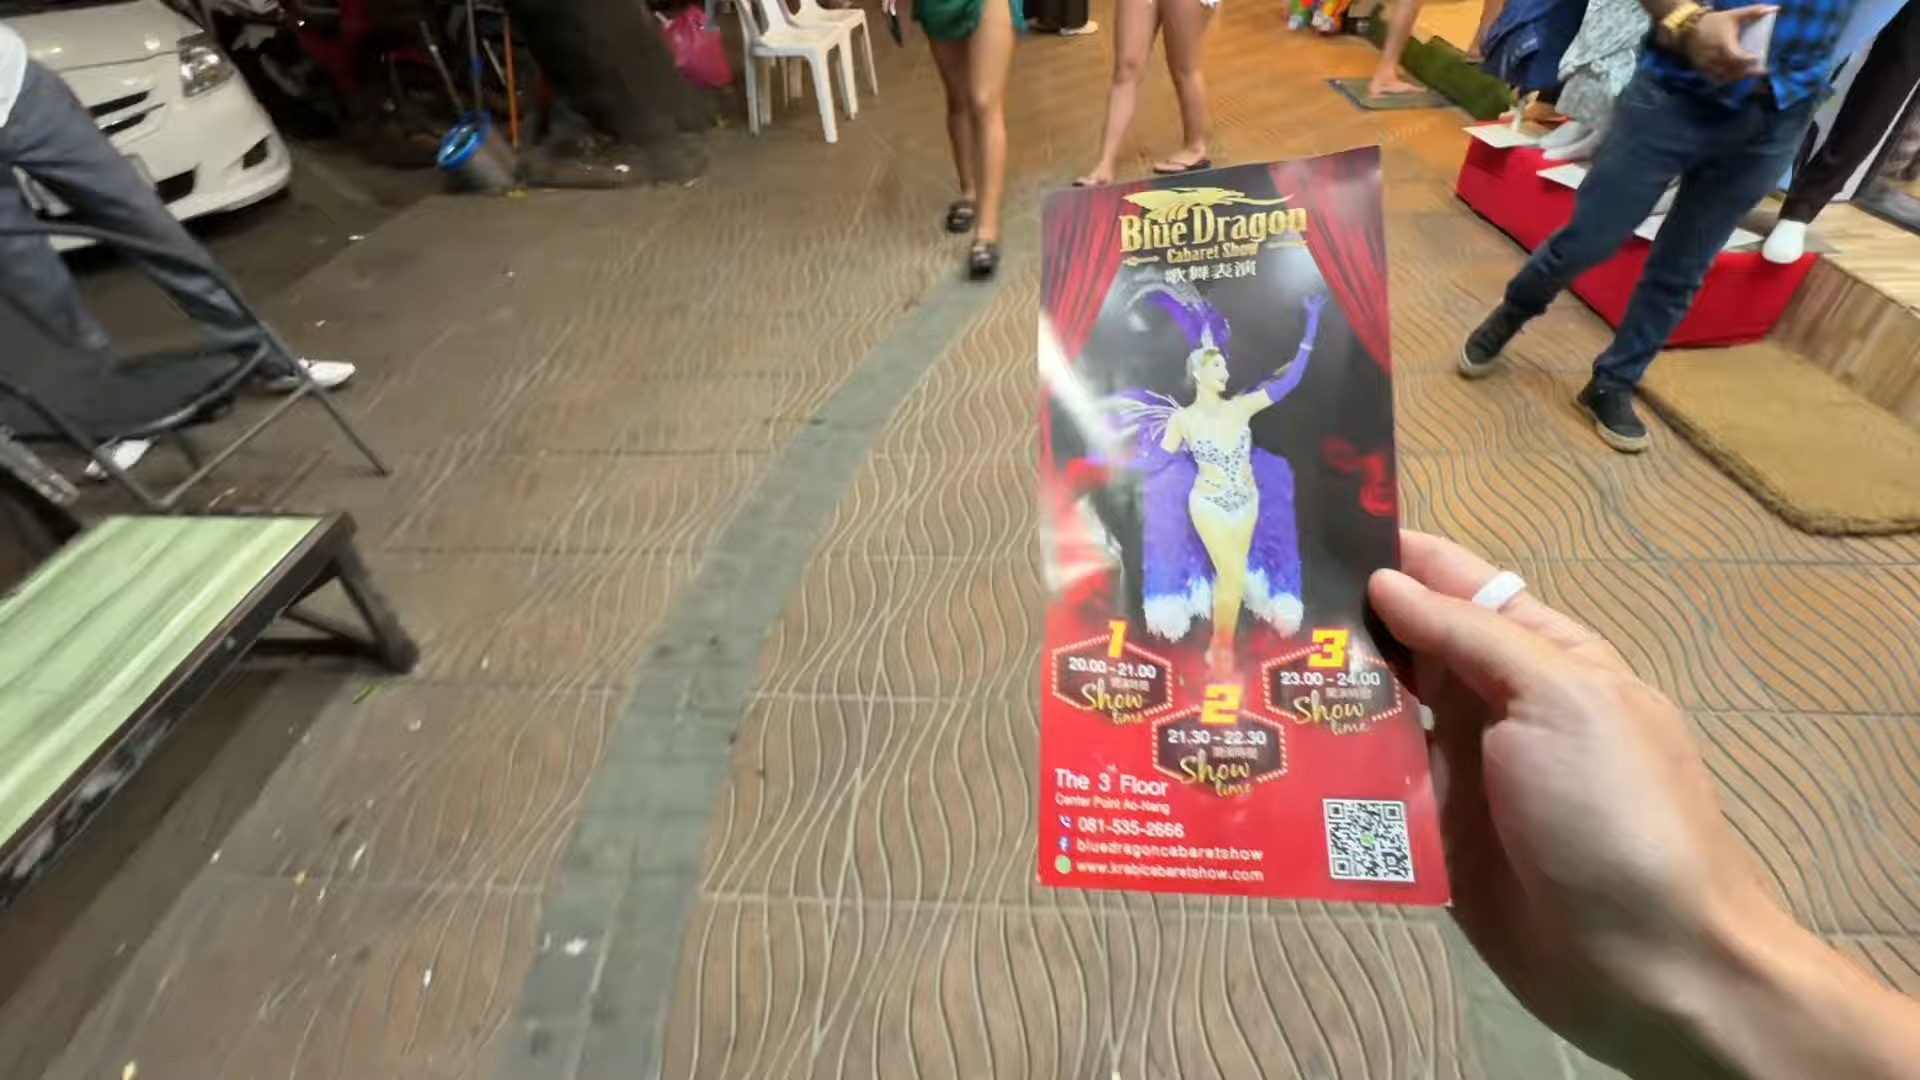 Blue Dragon
Cabaret Show
歌舞表演
1
20.00 - 21.00
Show
time
2
21.30 - 22.30
Show
time
3
23.00 - 24.00
Show
time
The 3 Floor
Center Point Ao-Nang
081-535-2666
bluedragoncabaretshow
www.krabicabaretshow.com